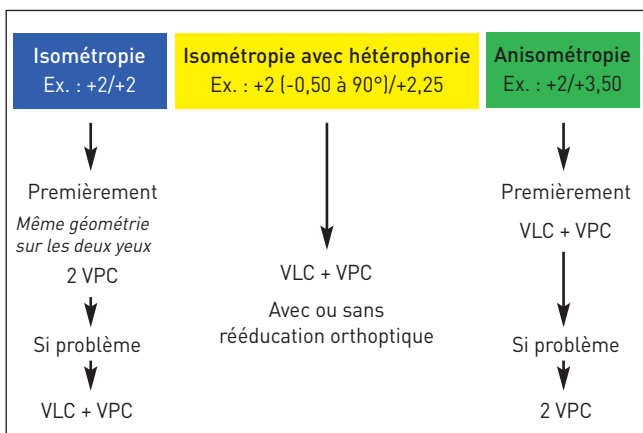 Isométropie
Ex. : +2/+2
Premièrement
Même géométrie
sur les deux yeux
2 VPC
Si problème
VLC + VPC
Isométropie avec hétérophorie
Ex. : +2 (-0,50 à 90°)/+2,25
VLC + VPC
Avec ou sans
rééducation orthoptique
Anisométropie
Ex. : +2/+3,50
Premièrement
VLC + VPC
Si problème
2 VPC